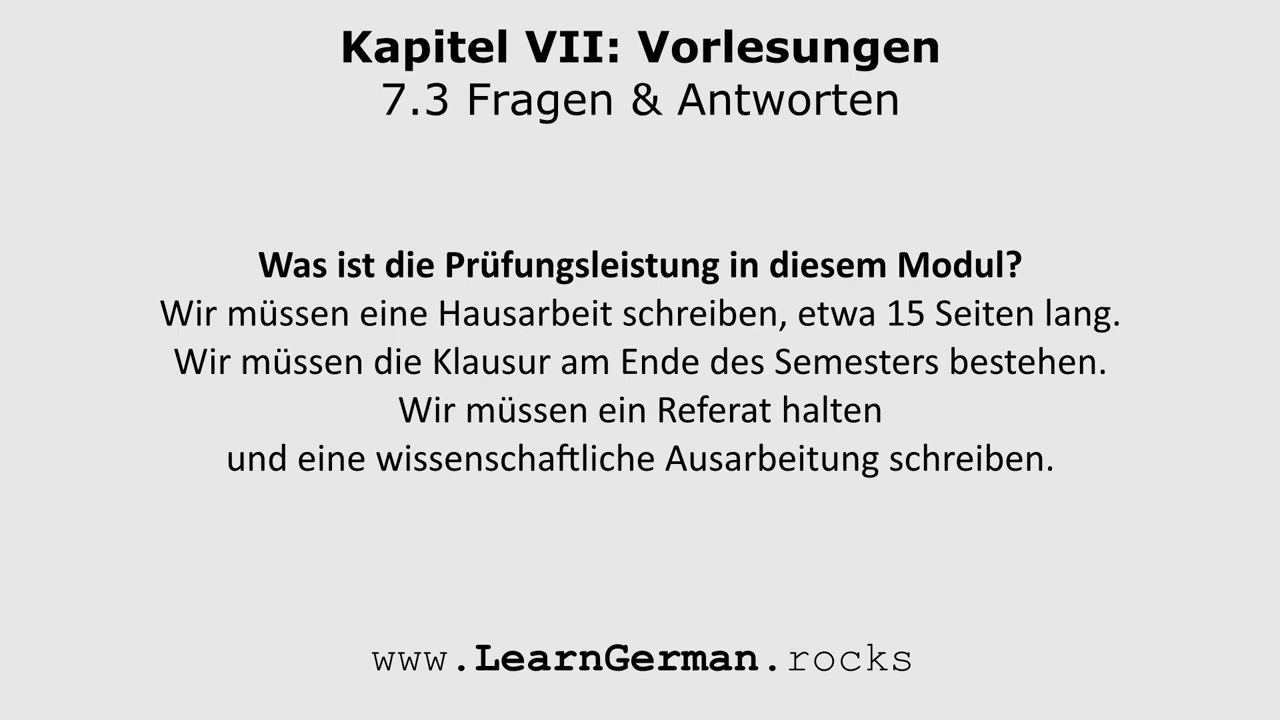 Kapitel VII: Vorlesungen
7.3 Fragen & Antworten
Was ist die Prüfungsleistung in diesem Modul?
Wir müssen eine Hausarbeit schreiben, etwa 15 Seiten lang.
Wir müssen die Klausur am Ende des Semesters bestehen.
Wir müssen ein Referat halten
und eine wissenschaftliche Ausarbeitung schreiben.
www.LearnGerman.rocks